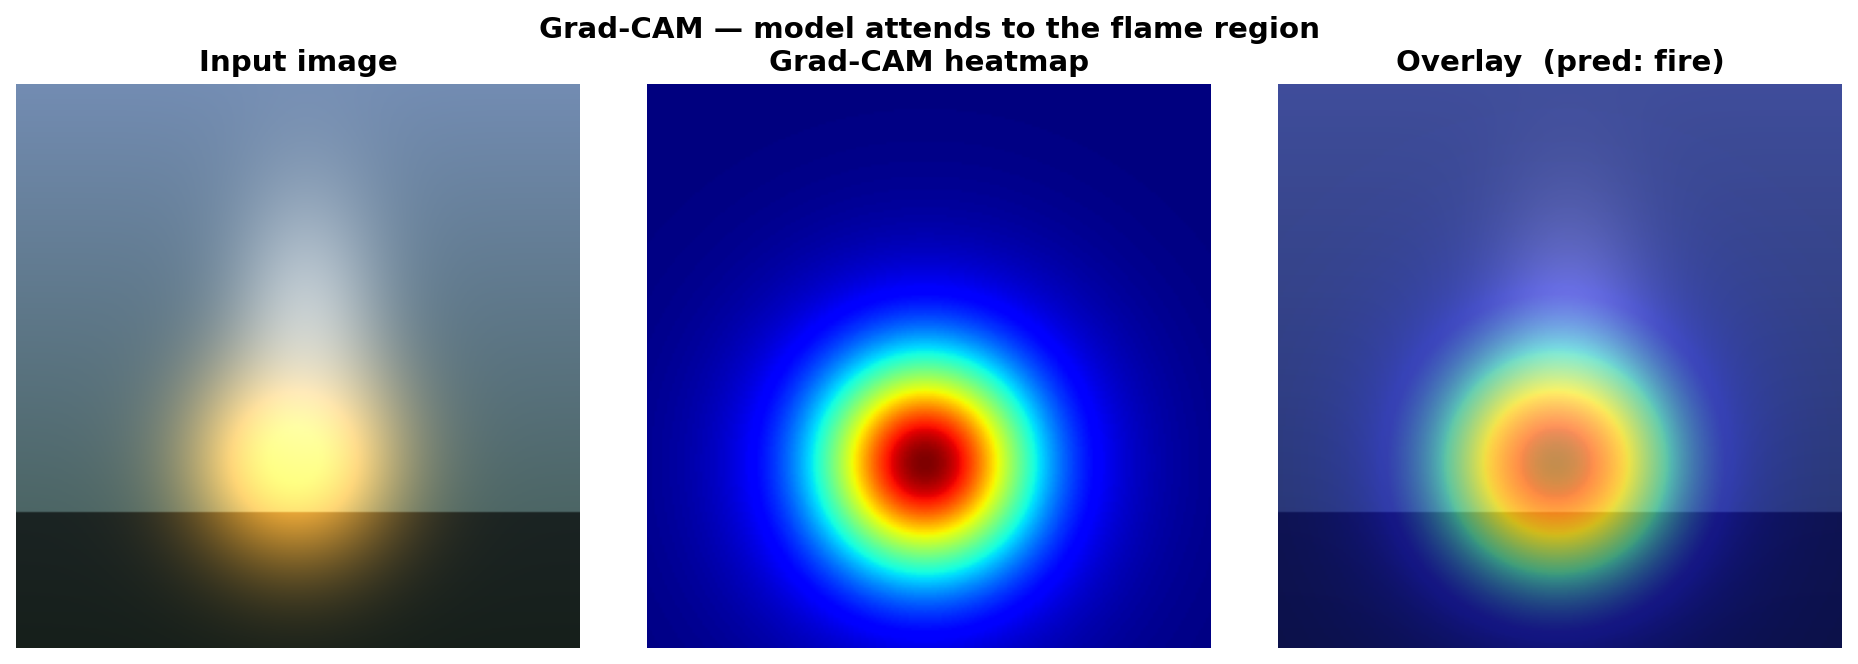 Grad-CAM — model attends to the flame region
Input image
Grad-CAM heatmap
Overlay  (pred: fire)